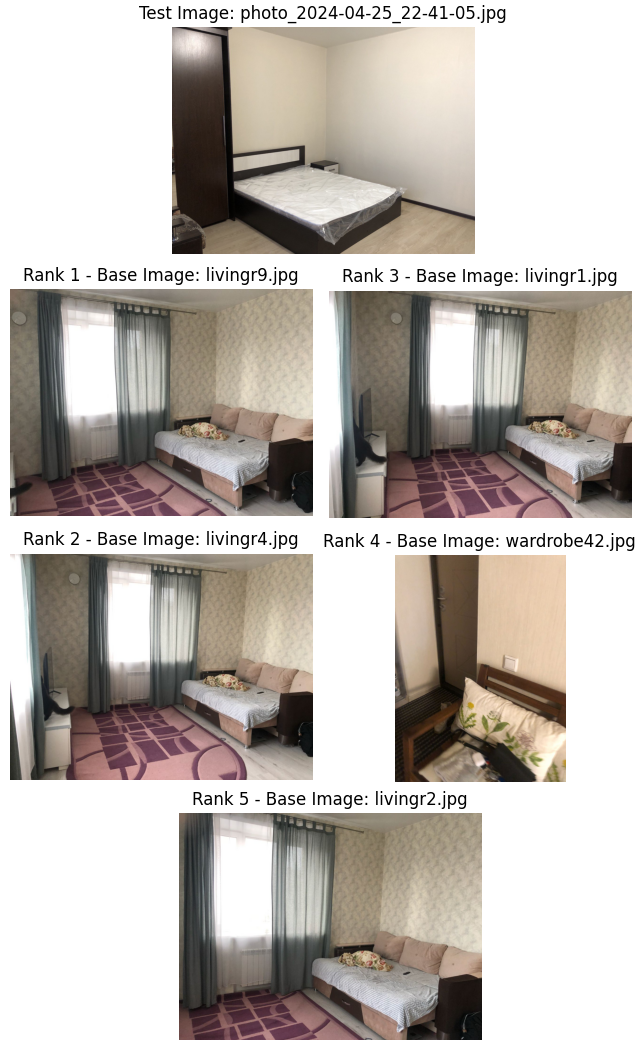 Test Image: photo_2024-04-25_22-41-05.jpg
Rank 1 - Base Image: livingr9.jpg
Rank 3 - Base Image: livingr1.jpg
Rank 2 - Base Image: livingr4.jpg
Rank 4 - Base Image: wardrobe42.jpg
Rank 5 - Base Image: livingr2.jpg